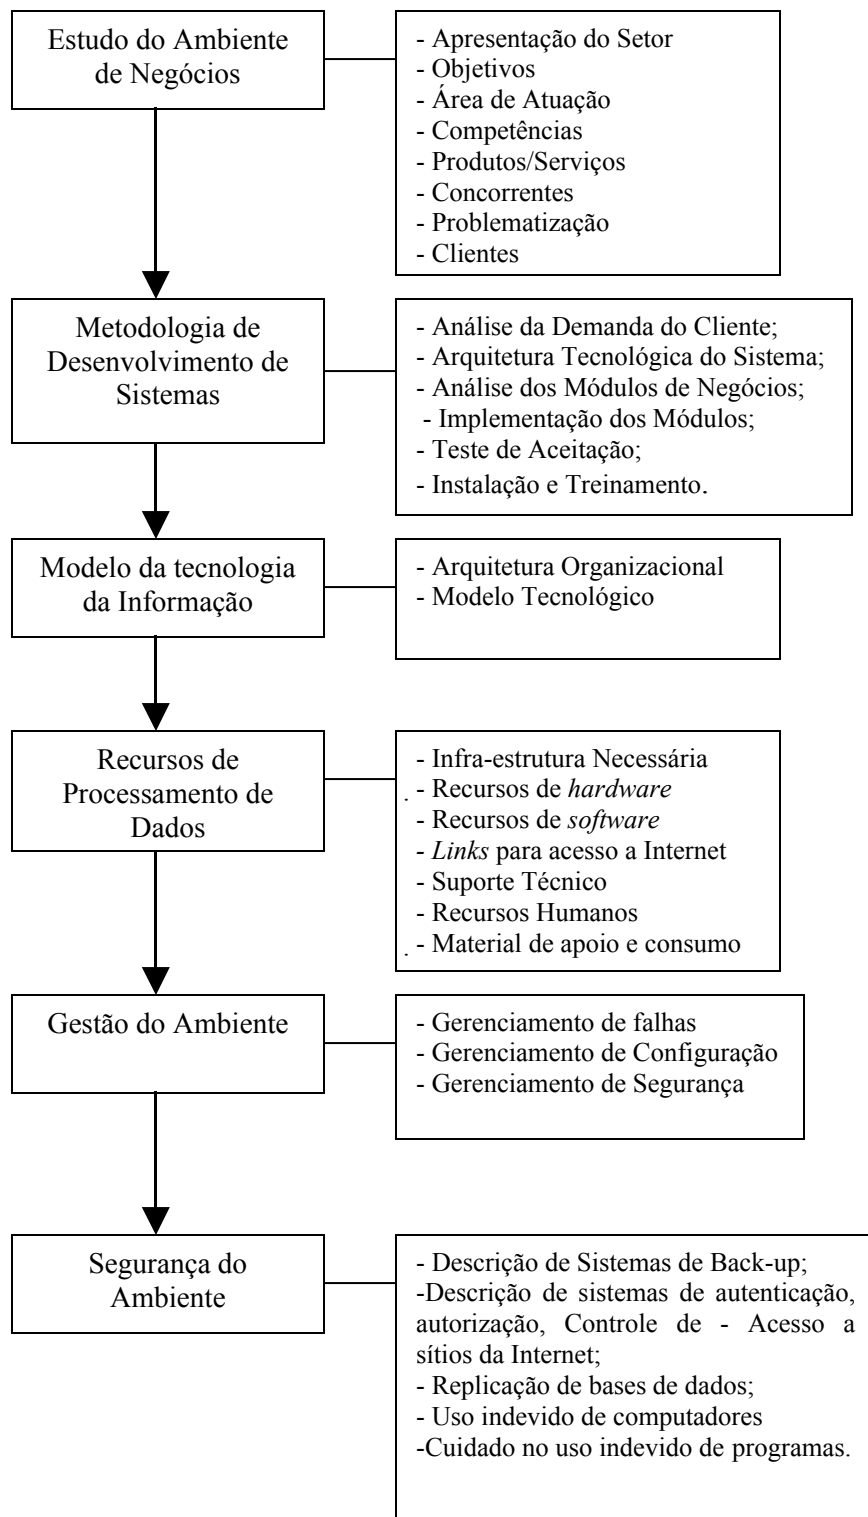 Estudo do Ambiente
de Negócios
- Apresentação do Setor
- Objetivos
- Área de Atuação
- Competências
- Produtos/Serviços
- Concorrentes
- Problematização
- Clientes
Metodologia de
Desenvolvimento de
Sistemas
- Análise da Demanda do Cliente;
- Arquitetura Tecnológica do Sistema;
- Análise dos Módulos de Negócios;
- Implementação dos Módulos;
- Teste de Aceitação;
- Instalação e Treinamento.
Modelo da tecnologia
da Informação
- Arquitetura Organizacional
- Modelo Tecnológico
Recursos de
Processamento de
Dados
- Infra-estrutura Necessária
- Recursos de hardware
- Recursos de software
- Links para acesso a Internet
- Suporte Técnico
- Recursos Humanos
- Material de apoio e consumo
Gestão do Ambiente
- Gerenciamento de falhas
- Gerenciamento de Configuração
- Gerenciamento de Segurança
Segurança do
Ambiente
- Descrição de Sistemas de Back-up;
-Descrição de sistemas de autenticação,
autorização, Controle de - Acesso a
sítios da Internet;
- Replicação de bases de dados;
- Uso indevido de computadores
-Cuidado no uso indevido de programas.